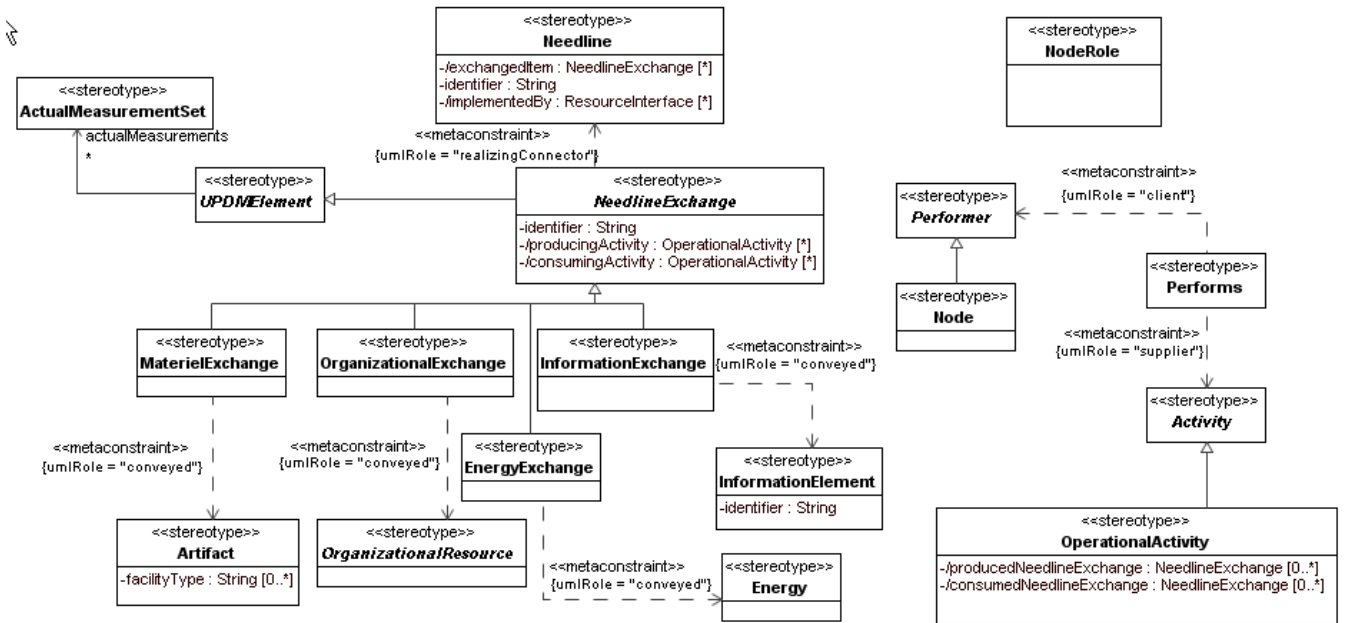 <<stereotype>>
Needline
-/exchangedItem : NeedlineExchange [*]
-identifier : String
-/implementedBy : ResourceInterface [*]
<<stereotype>>
NodeRole
<<stereotype>>
ActualMeasurementSet
actualMeasurements
*
<<metaconstraint>>
{umlRole = "realizingConnector"}
<<stereotype>>
UPDMElement
<<stereotype>>
NeedlineExchange
-identifier : String
-/producingActivity : OperationalActivity [*]
-/consumingActivity : OperationalActivity [*]
<<metaconstraint>>
{umlRole = "client"}
<<stereotype>>
Performer
<<stereotype>>
Performs
<<stereotype>>
Node
<<metaconstraint>>
{umlRole = "supplier"}
<<stereotype>>
MaterielExchange
<<stereotype>>
OrganizationalExchange
<<stereotype>>
InformationExchange
<<metaconstraint>>
{umlRole = "conveyed"}
<<stereotype>>
Activity
<<metaconstraint>>
{umlRole = "conveyed"}
<<metaconstraint>>
{umlRole = "conveyed"}
<<stereotype>>
EnergyExchange
<<stereotype>>
InformationElement
-identifier : String
<<stereotype>>
Artifact
-facilityType : String [0..*]
<<stereotype>>
OrganizationalResource
<<metaconstraint>>
{umlRole = "conveyed"}
<<stereotype>>
Energy
<<stereotype>>
OperationalActivity
-/producedNeedlineExchange : NeedlineExchange [0..*]
-/consumedNeedlineExchange : NeedlineExchange [0..*]